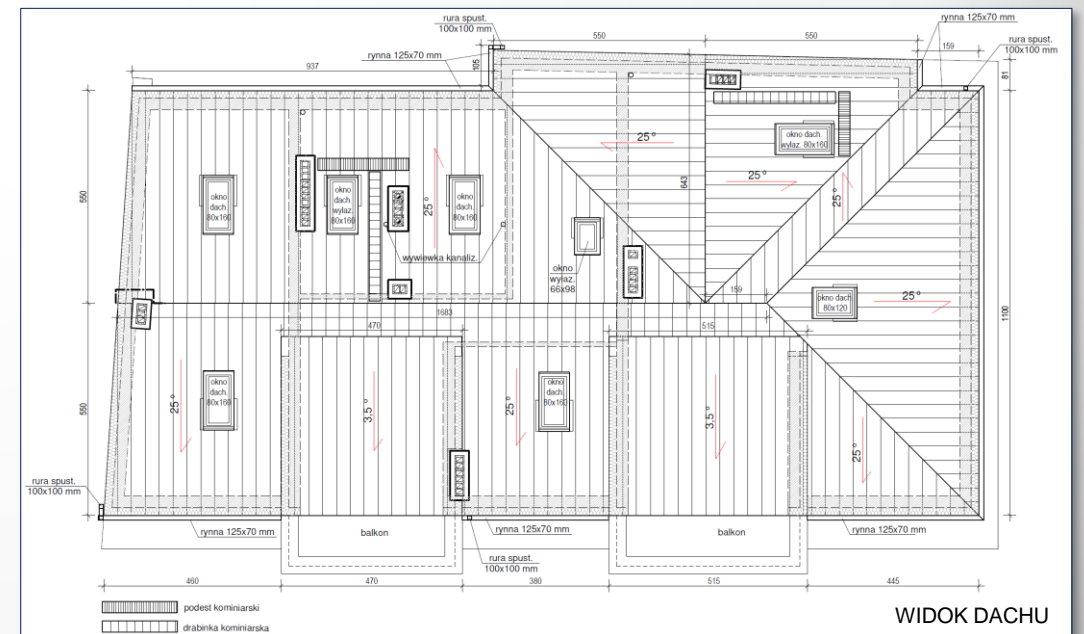 rura spust.
100x100 mm
rynna 125x70 mm
rynna 125x70 mm
rura spust.
100x100 mm
937
105
550
550
159
81
550
okno
dach.
80x160
okno
dach.
wyłaz.
80x160
25°
okno
dach.
80x160
wywiewka kanaliz.
okno
wyłaz.
66x98
25°
643
okno dach.
wyłaz. 80x160
25°
25°
159
okno dach
80x120
25°
1100
1683
470
515
550
25°
okno
dach.
80x160
3,5°
25°
okno
dach.
80x160
3,5°
25°
rura spust.
100x100 mm
rynna 125x70 mm
balkon
rynna 125x70 mm
rura spust.
100x100 mm
balkon
rynna 125x70 mm
460
470
380
515
445
podest kominiarski
drabinka kominiarska
WIDOK DACHU